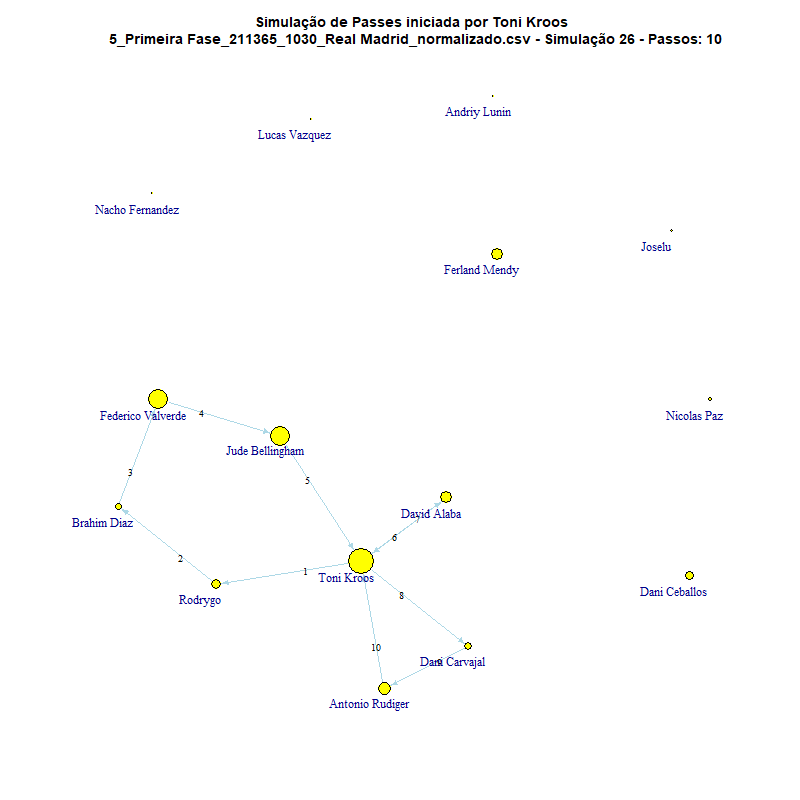 Simulação de Passes iniciada por Toni Kroos
5_Primeira Fase_211365_1030_Real Madrid_normalizado.csv - Simulação 26 - Passos: 10
Andriy Lunin
Lucas Vazquez
Nacho Fernandez
Joselu
Ferland Mendy
Federico Valverde
4
Nicolas Paz
Jude Bellingham
3
5
David Alaba
Brahim Diaz
7
6
2
1
Toni Kroos
Rodrygo
Dani Ceballos
8
10
Dani Carvajal
9
Antonio Rudiger